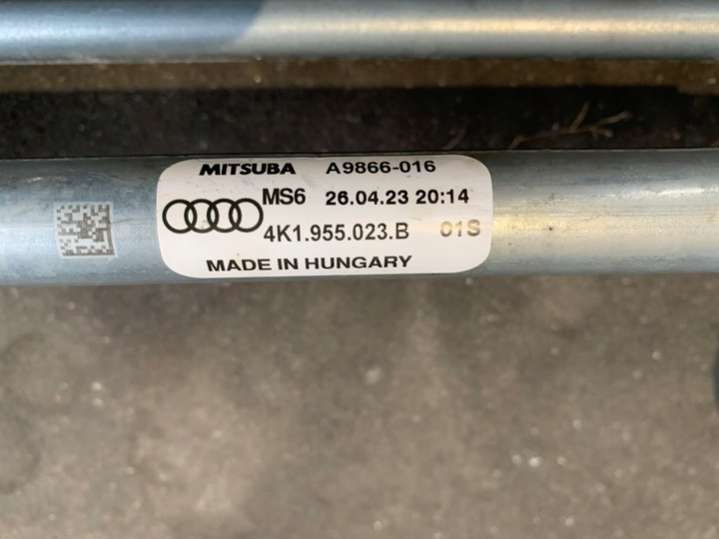 MITSUBA A9866-016
MS6 26.04.23 20:14
4K1.955.023.B 01S
MADE IN HUNGARY